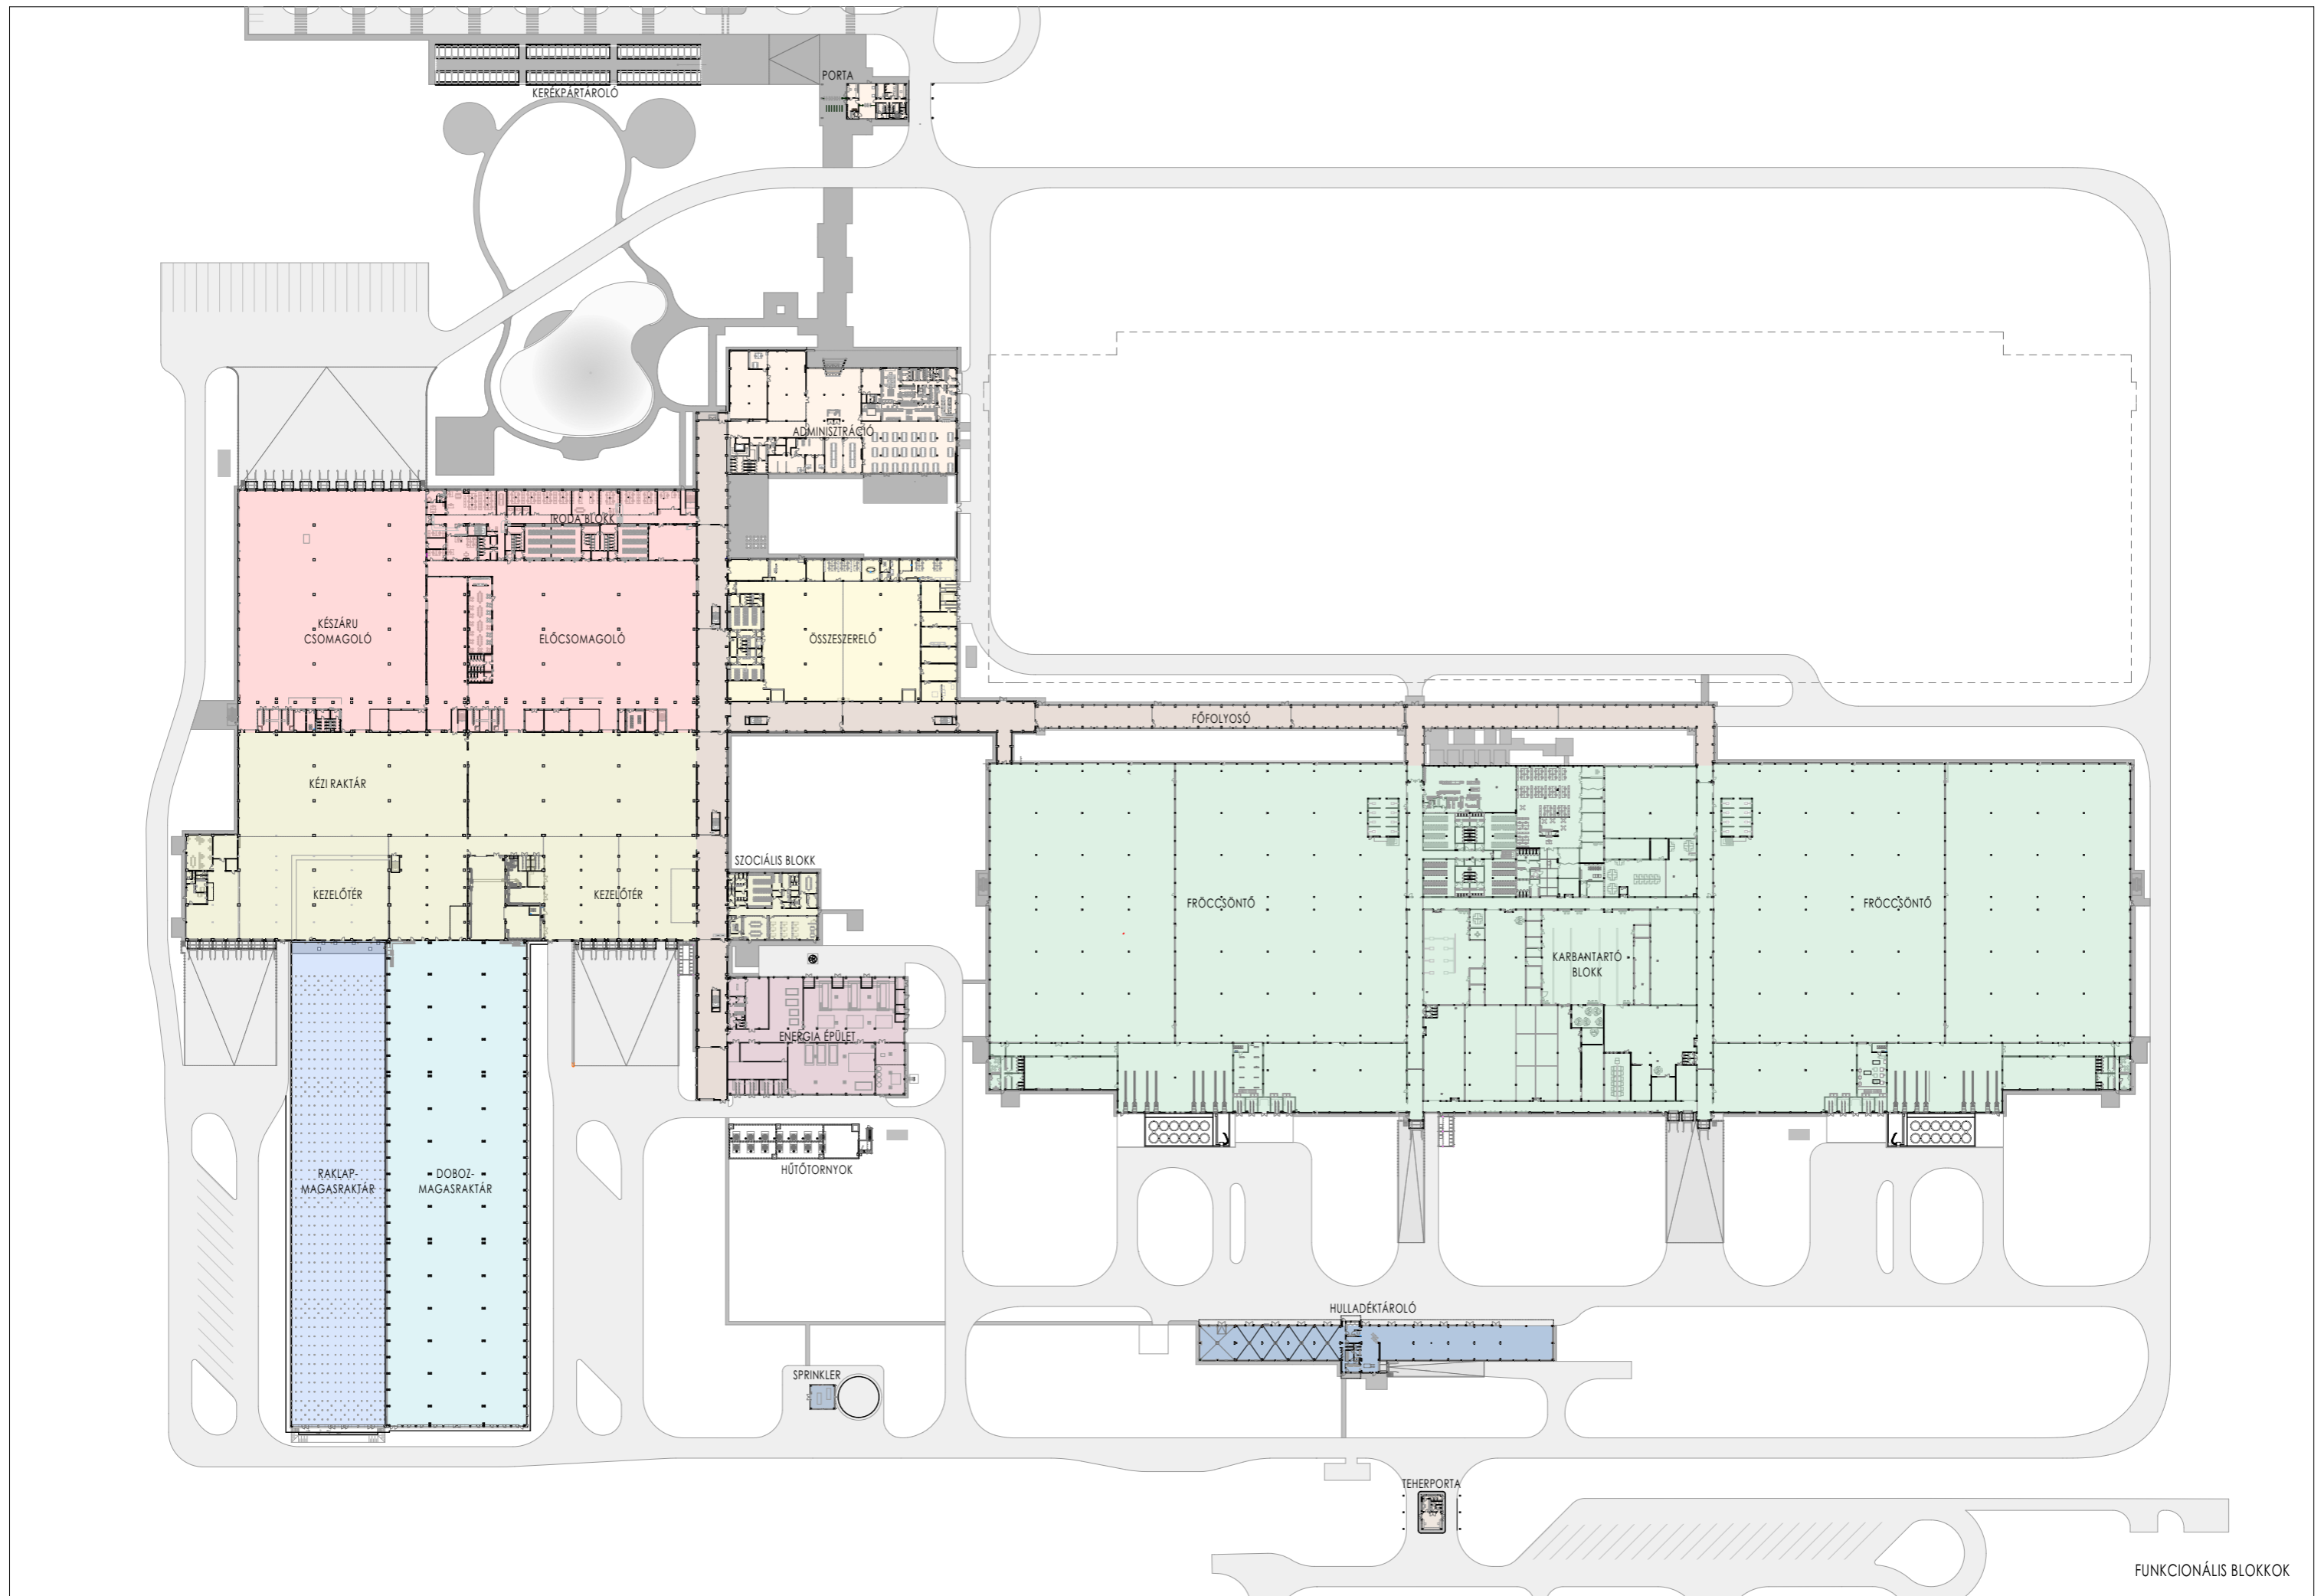 PORTA
KERÉKPÁRTÁROLÓ
ADMINISZTRÁCIÓ
IRODA BLOKK
KÉSZÁRU
CSOMAGOLÓ
ELŐCSOMAGOLÓ
ÖSSZESZERELŐ
FŐFOLYOSÓ
KÉZI RAKTÁR
SZOCIÁLIS BLOKK
KEZELŐTÉR
KEZELŐTÉR
FRÖCCSÖNTŐ
FRÖCCSÖNTŐ
KARBANTARTÓ
BLOKK
ENERGIA ÉPÜLET
HŰTŐTORNYOK
RAKLAP-
MAGASRAKTÁR
DOBOZ-
MAGASRAKTÁR
HULLADÉKTÁROLÓ
SPRINKLER
TEHERPORTA
FUNKCIONÁLIS BLOKKOK